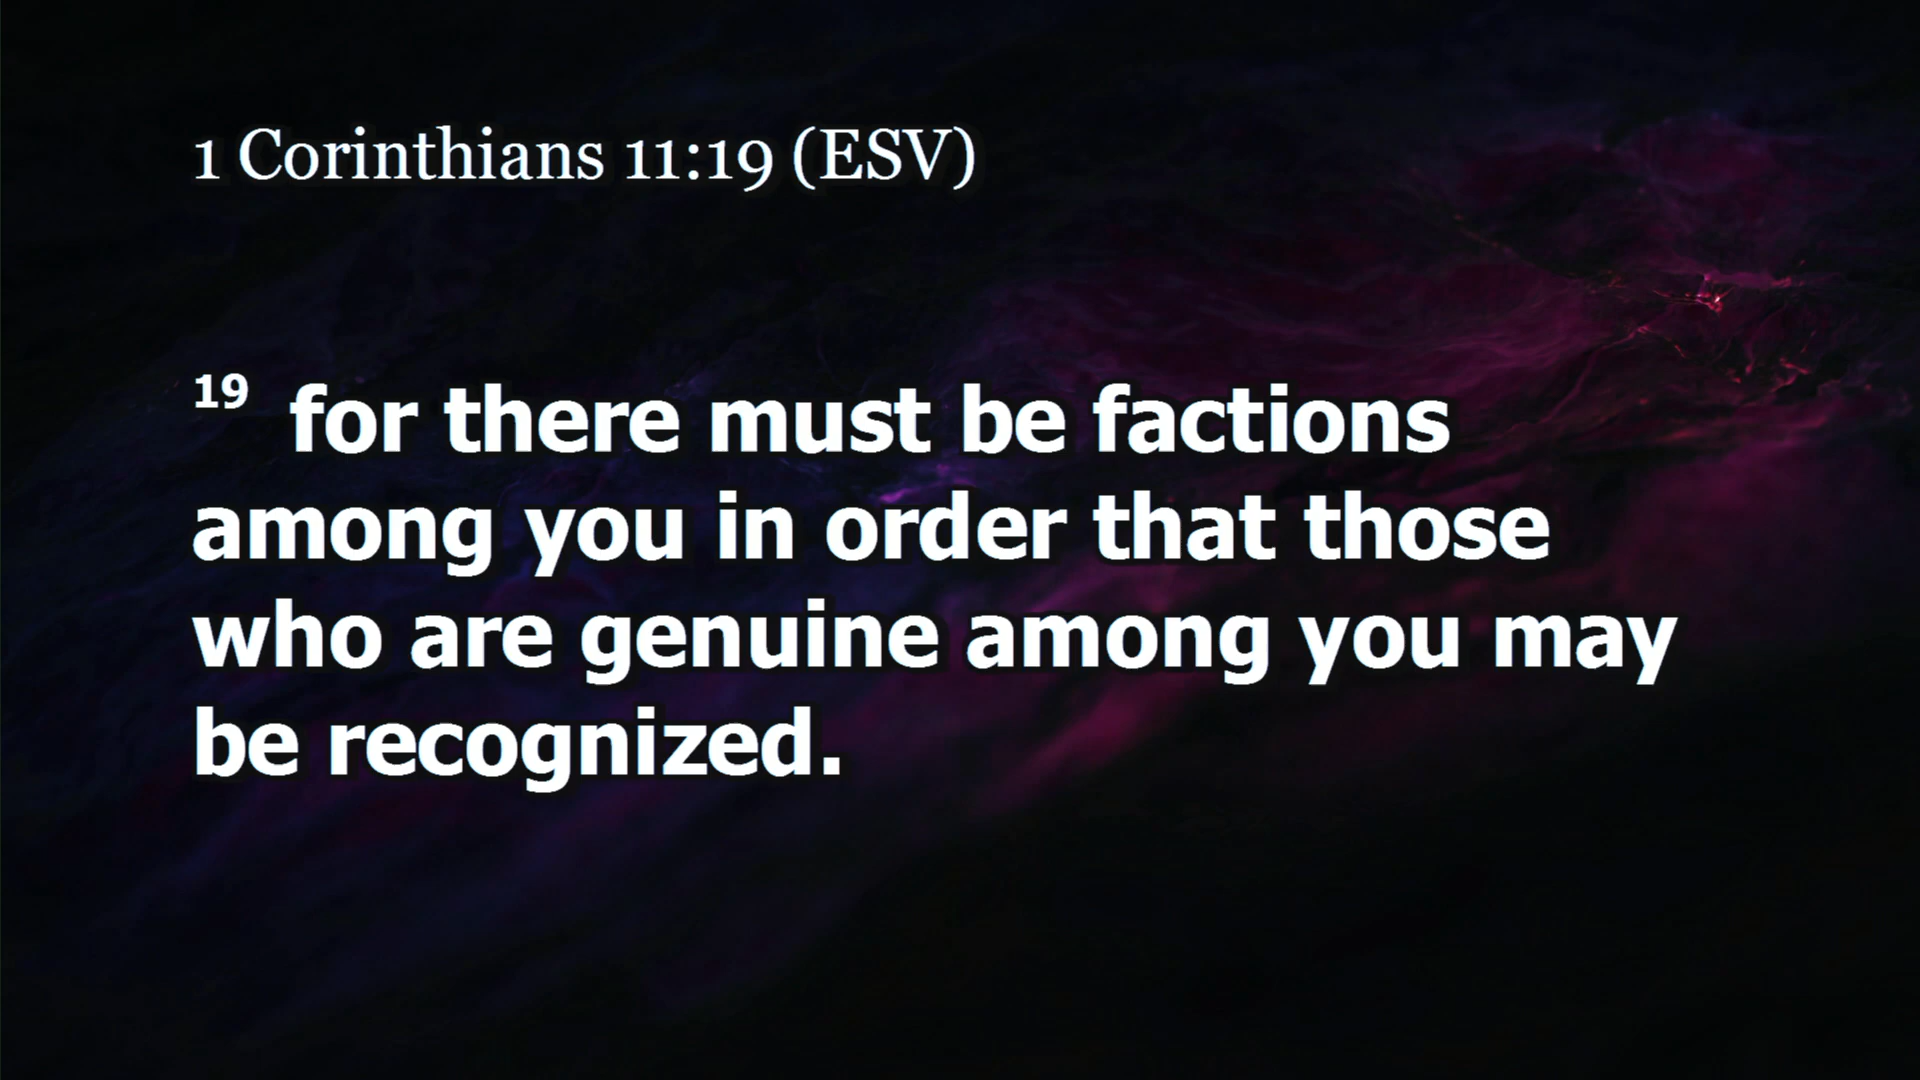 1 Corinthians 11:19 (ESV)
19 for there must be factions
among you in order that those
who are genuine among you may
be recognized.